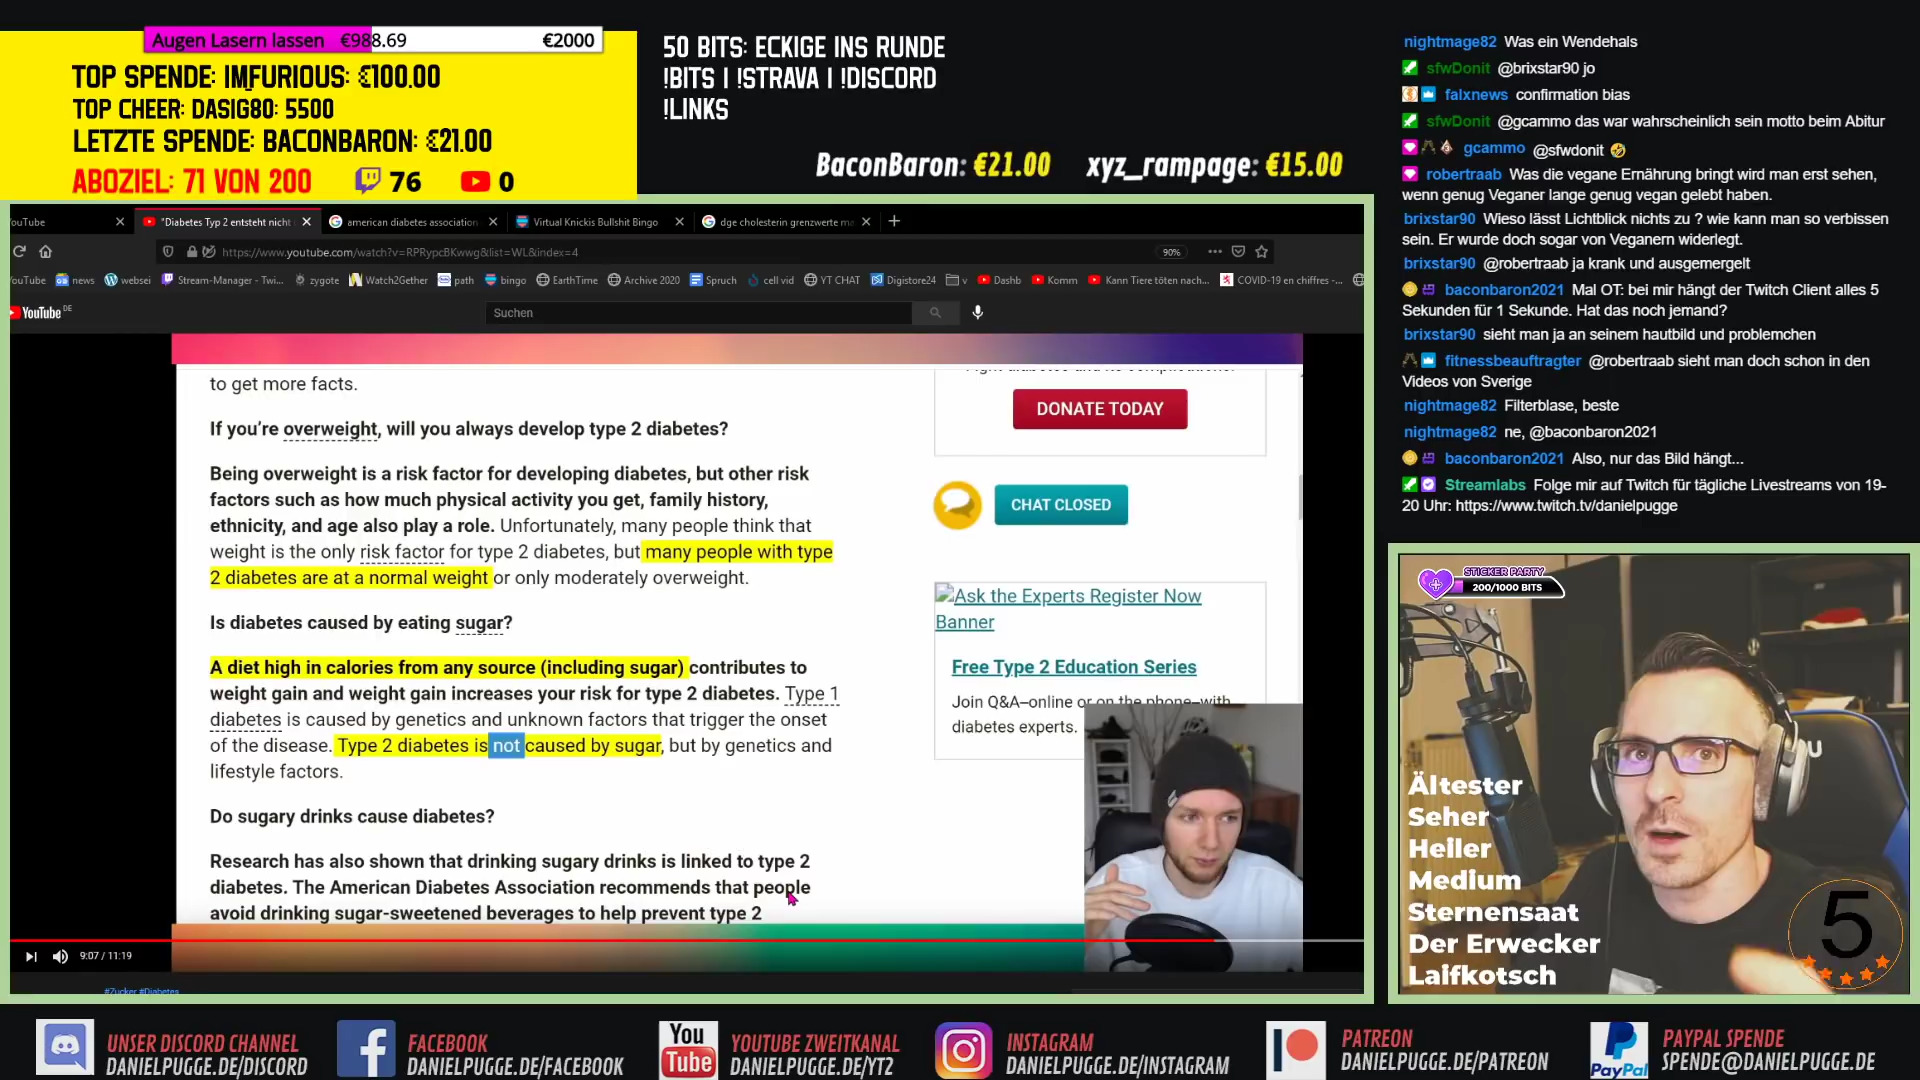 Augen Lasern lassen €988.69 €2000
TOP SPENDE: IMFURIOUS: €100.00
TOP CHEER: DASIG80: 5500
LETZTE SPENDE: BACONBARON: €21.00
ABOZIEL: 71 VON 200 76 0
50 BITS: ECKIGE INS RUNDE
!BITS | !STRAVA | !DISCORD
!LINKS
BaconBaron: €21.00 xyz_rampage: €15.00
nightmage82 Was ein Wendehals
sfwDonit @brixstar90 jo
falxnews confirmation bias
sfwDonit @gcammo das war wahrscheinlich sein motto beim Abitur
gcammo @sfwdonit 🤣
robertraab Was die vegane Ernährung bringt wird man erst sehen,
wenn genug Veganer lange genug vegan gelebt haben.
brixstar90 Wieso lässt Lichtblick nichts zu ? wie kann man so verbissen
sein. Er wurde doch sogar von Veganern widerlegt.
brixstar90 @robertraab ja krank und ausgemergelt
baconbaron2021 Mal OT: bei mir hängt der Twitch Client alles 5
Sekunden für 1 Sekunde. Hat das noch jemand?
brixstar90 sieht man ja an seinem hautbild und problemchen
fitnessbeauftragter @robertraab sieht man doch schon in den
Videos von Sverige
nightmage82 Filterblase, beste
nightmage82 ne, @baconbaron2021
baconbaron2021 Also, nur das Bild hängt...
Streamlabs Folge mir auf Twitch für tägliche Livestreams von 19-
20 Uhr: https://www.twitch.tv/danielpugge
ouTube "Diabetes Typ 2 entsteht nicht american diabetes association Virtual Knickis Bullshit Bingo dge cholesterin grenzwerte ma
https://www.youtube.com/watch?v=RPRypcBKwwg&list=WL&index=4 90%
ouTube news websei Stream-Manager - Twi... zygote Watch2Gether path bingo EarthTime Archive 2020 Spruch cell vid YT CHAT Digistore24 v Dashb Komm Kann Tiere töten nach... COVID-19 en chiffres -...
YouTube DE Suchen
to get more facts.
If you're overweight, will you always develop type 2 diabetes?
Being overweight is a risk factor for developing diabetes, but other risk
factors such as how much physical activity you get, family history,
ethnicity, and age also play a role. Unfortunately, many people think that
weight is the only risk factor for type 2 diabetes, but many people with type
2 diabetes are at a normal weight or only moderately overweight.
Is diabetes caused by eating sugar?
A diet high in calories from any source (including sugar) contributes to
weight gain and weight gain increases your risk for type 2 diabetes. Type 1
diabetes is caused by genetics and unknown factors that trigger the onset
of the disease. Type 2 diabetes is not caused by sugar, but by genetics and
lifestyle factors.
Do sugary drinks cause diabetes?
Research has also shown that drinking sugary drinks is linked to type 2
diabetes. The American Diabetes Association recommends that people
avoid drinking sugar-sweetened beverages to help prevent type 2
DONATE TODAY
CHAT CLOSED
Ask the Experts Register Now
Banner
Free Type 2 Education Series
Join Q&A–online or on the phone–with
diabetes experts.
9:07 / 11:19
#Zucker #Diabetes
STICKER PARTY
200/1000 BITS
Ältester
Seher
Heiler
Medium
Sternensaat
Der Erwecker
Laifkotsch
5
UNSER DISCORD CHANNEL
DANIELPUGGE.DE/DISCORD
FACEBOOK
DANIELPUGGE.DE/FACEBOOK
You
Tube
YOUTUBE ZWEITKANAL
DANIELPUGGE.DE/YT2
INSTAGRAM
DANIELPUGGE.DE/INSTAGRAM
PATREON
DANIELPUGGE.DE/PATREON
PayPal
PAYPAL SPENDE
SPENDE@DANIELPUGGE.DE